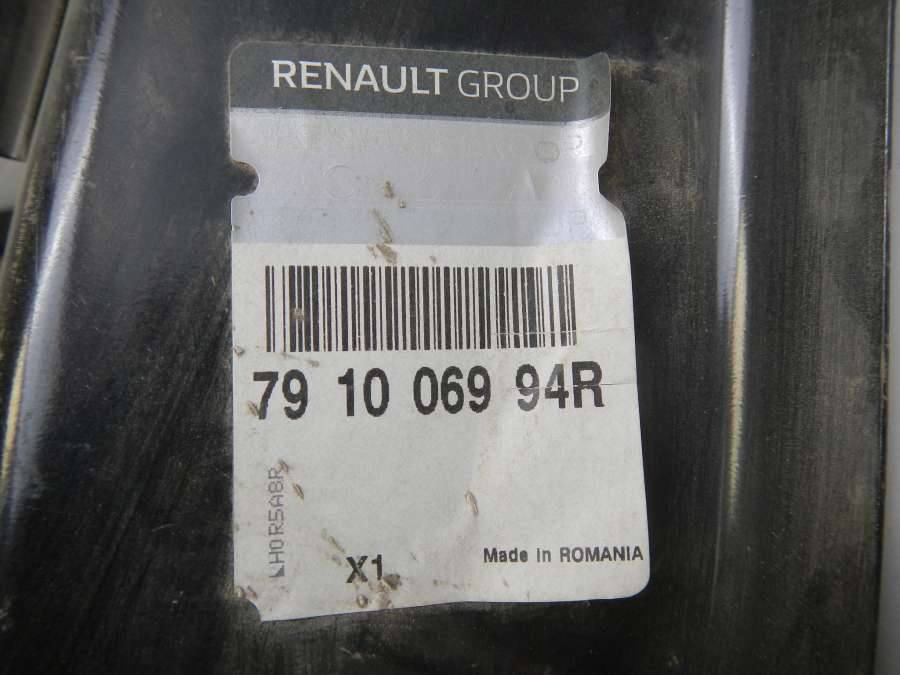 RENAULT GROUP
79 10 069 94R
H0R5A8R
X1
Made in ROMANIA